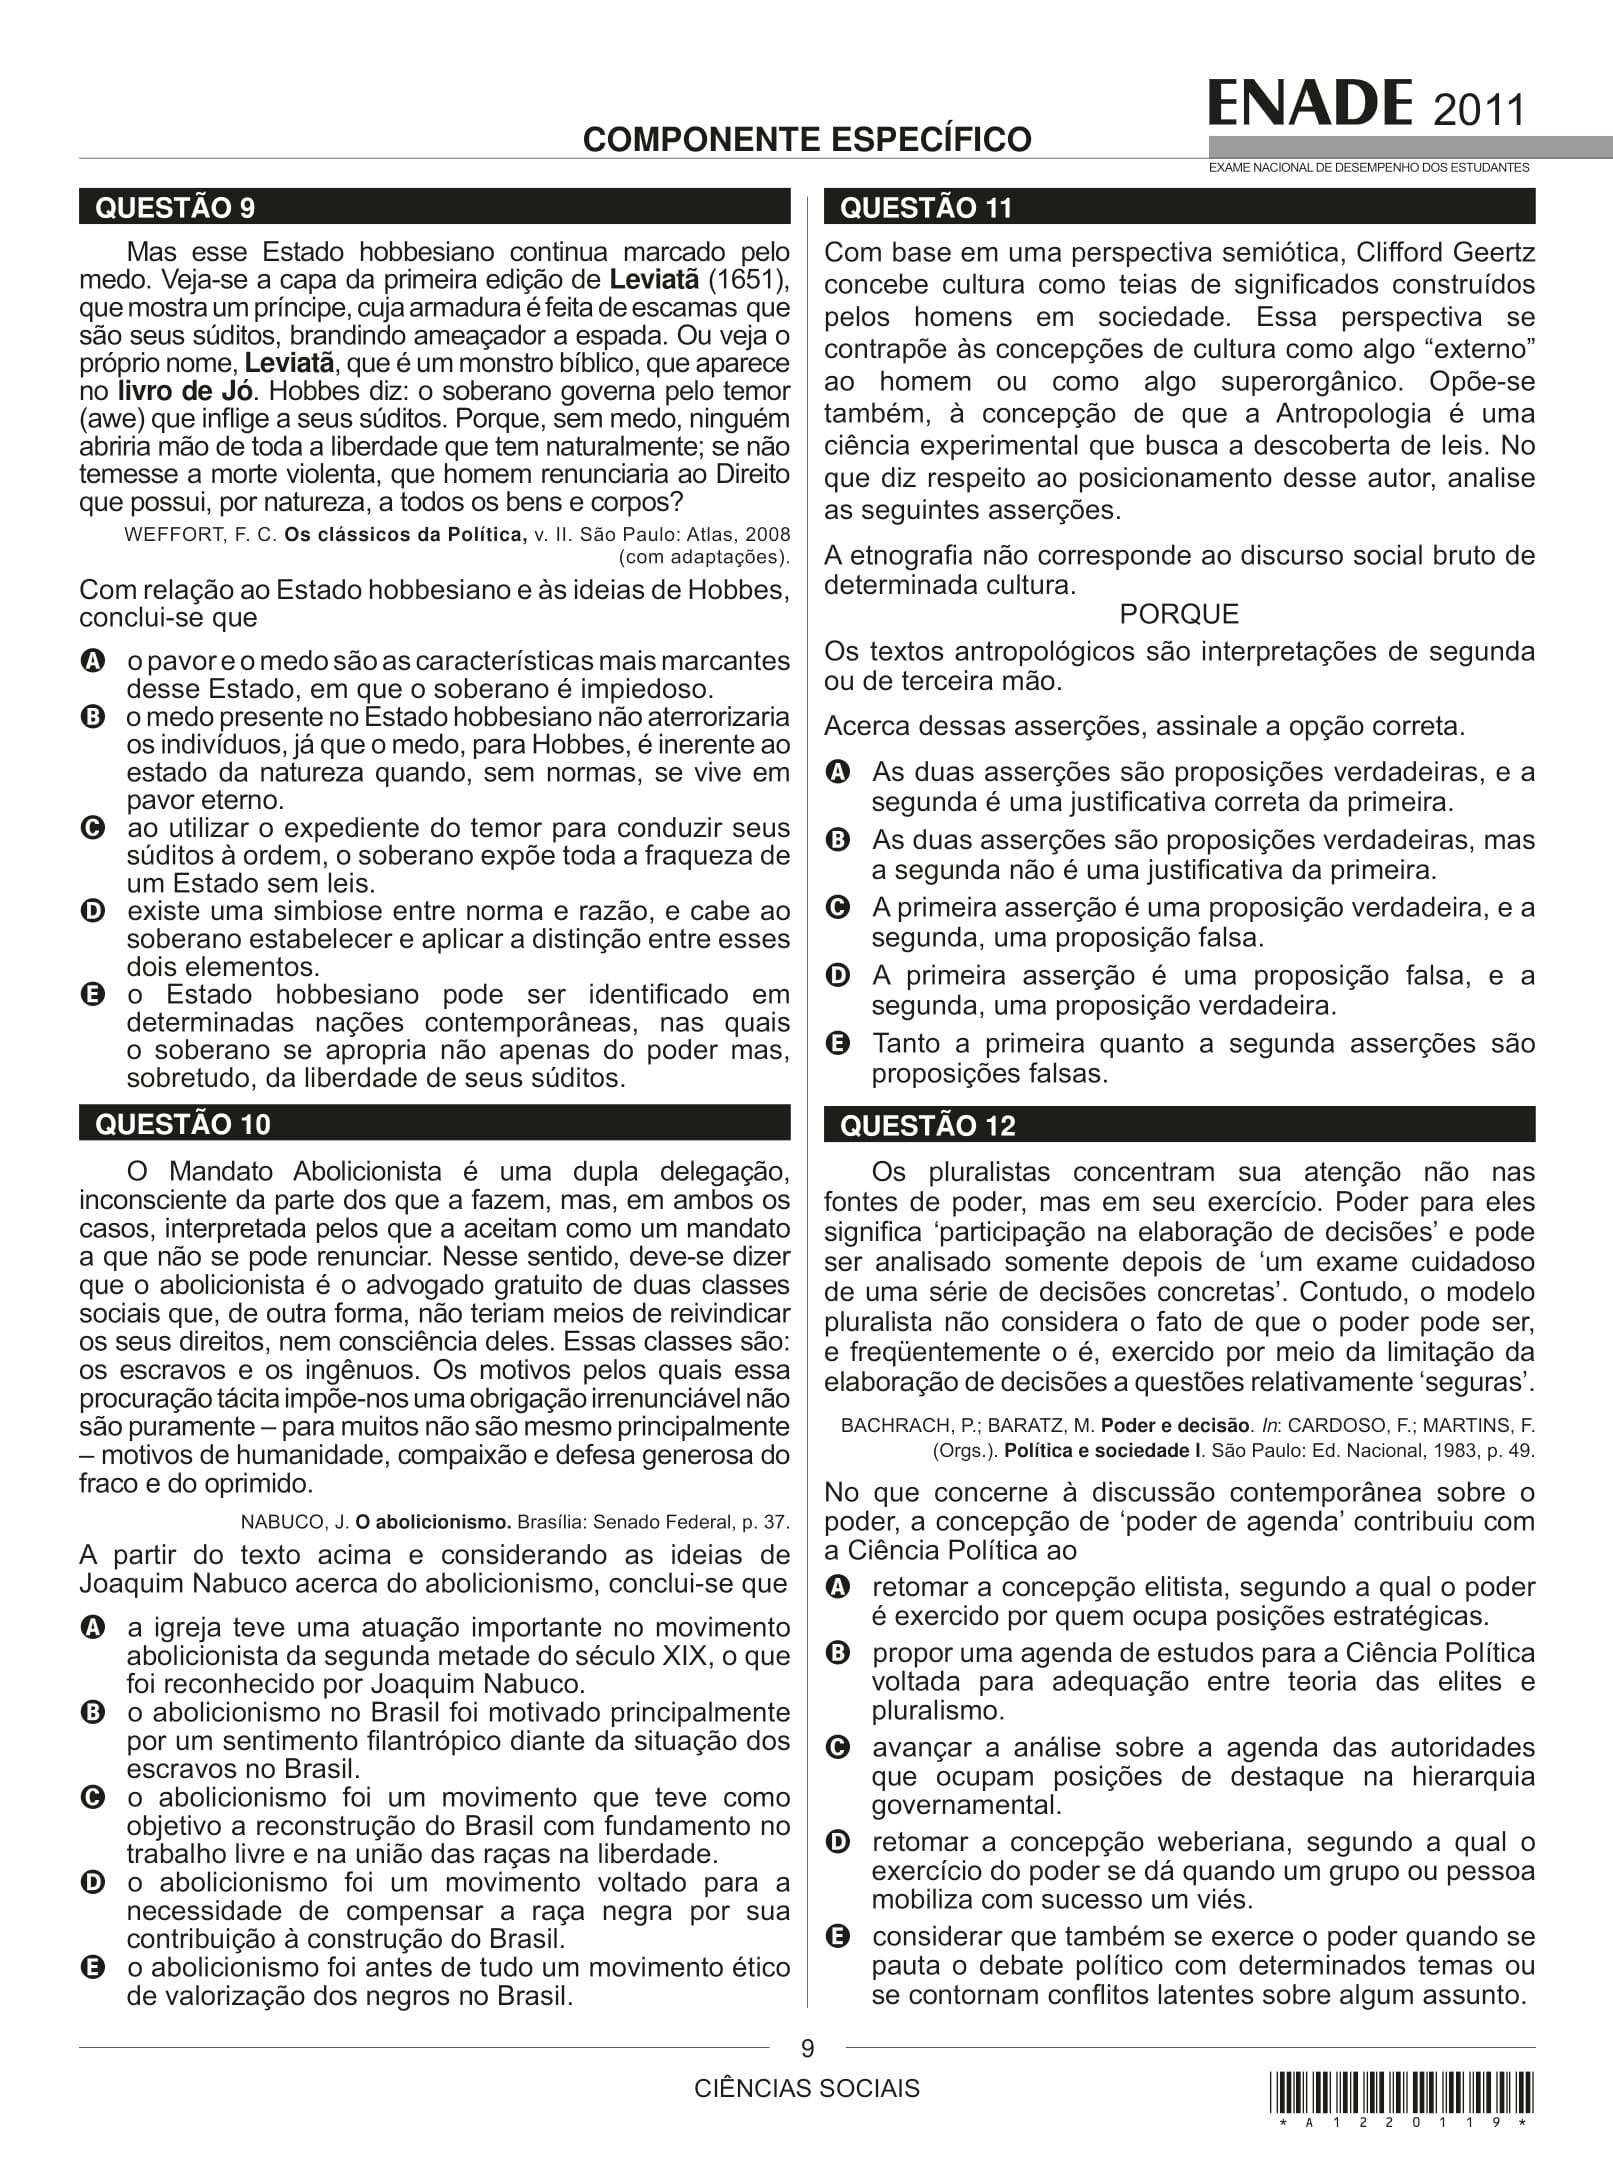 ENADE 2011
COMPONENTE ESPECÍFICO
EXAME NACIONAL DE DESEMPENHO DOS ESTUDANTES
QUESTÃO 9
Mas esse Estado hobbesiano continua marcado pelo
medo. Veja-se a capa da primeira edição de Leviatã (1651),
que mostra um príncipe, cuja armadura é feita de escamas que
são seus súditos, brandindo ameaçador a espada. Ou veja o
próprio nome, Leviatã, que é um monstro bíblico, que aparece
no livro de Jó. Hobbes diz: o soberano governa pelo temor
(awe) que inflige a seus súditos. Porque, sem medo, ninguém
abriria mão de toda a liberdade que tem naturalmente; se não
temesse a morte violenta, que homem renunciaria ao Direito
que possui, por natureza, a todos os bens e corpos?
WEFFORT, F. C. Os clássicos da Política, v. II. São Paulo: Atlas, 2008
(com adaptações).
Com relação ao Estado hobbesiano e às ideias de Hobbes,
conclui-se que
A o pavor e o medo são as características mais marcantes
desse Estado, em que o soberano é impiedoso.
B o medo presente no Estado hobbesiano não aterrorizaria
os indivíduos, já que o medo, para Hobbes, é inerente ao
estado da natureza quando, sem normas, se vive em
pavor eterno.
C ao utilizar o expediente do temor para conduzir seus
súditos à ordem, o soberano expõe toda a fraqueza de
um Estado sem leis.
D existe uma simbiose entre norma e razão, e cabe ao
soberano estabelecer e aplicar a distinção entre esses
dois elementos.
E o Estado hobbesiano pode ser identificado em
determinadas nações contemporâneas, nas quais
o soberano se apropria não apenas do poder mas,
sobretudo, da liberdade de seus súditos.
QUESTÃO 10
O Mandato Abolicionista é uma dupla delegação,
inconsciente da parte dos que a fazem, mas, em ambos os
casos, interpretada pelos que a aceitam como um mandato
a que não se pode renunciar. Nesse sentido, deve-se dizer
que o abolicionista é o advogado gratuito de duas classes
sociais que, de outra forma, não teriam meios de reivindicar
os seus direitos, nem consciência deles. Essas classes são:
os escravos e os ingênuos. Os motivos pelos quais essa
procuração tácita impõe-nos uma obrigação irrenunciável não
são puramente – para muitos não são mesmo principalmente
– motivos de humanidade, compaixão e defesa generosa do
fraco e do oprimido.
NABUCO, J. O abolicionismo. Brasília: Senado Federal, p. 37.
A partir do texto acima e considerando as ideias de
Joaquim Nabuco acerca do abolicionismo, conclui-se que
A a igreja teve uma atuação importante no movimento
abolicionista da segunda metade do século XIX, o que
foi reconhecido por Joaquim Nabuco.
B o abolicionismo no Brasil foi motivado principalmente
por um sentimento filantrópico diante da situação dos
escravos no Brasil.
C o abolicionismo foi um movimento que teve como
objetivo a reconstrução do Brasil com fundamento no
trabalho livre e na união das raças na liberdade.
D o abolicionismo foi um movimento voltado para a
necessidade de compensar a raça negra por sua
contribuição à construção do Brasil.
E o abolicionismo foi antes de tudo um movimento ético
de valorização dos negros no Brasil.
QUESTÃO 11
Com base em uma perspectiva semiótica, Clifford Geertz
concebe cultura como teias de significados construídos
pelos homens em sociedade. Essa perspectiva se
contrapõe às concepções de cultura como algo “externo”
ao homem ou como algo superorgânico. Opõe-se
também, à concepção de que a Antropologia é uma
ciência experimental que busca a descoberta de leis. No
que diz respeito ao posicionamento desse autor, analise
as seguintes asserções.
A etnografia não corresponde ao discurso social bruto de
determinada cultura.
PORQUE
Os textos antropológicos são interpretações de segunda
ou de terceira mão.
Acerca dessas asserções, assinale a opção correta.
A As duas asserções são proposições verdadeiras, e a
segunda é uma justificativa correta da primeira.
B As duas asserções são proposições verdadeiras, mas
a segunda não é uma justificativa da primeira.
C A primeira asserção é uma proposição verdadeira, e a
segunda, uma proposição falsa.
D A primeira asserção é uma proposição falsa, e a
segunda, uma proposição verdadeira.
E Tanto a primeira quanto a segunda asserções são
proposições falsas.
QUESTÃO 12
Os pluralistas concentram sua atenção não nas
fontes de poder, mas em seu exercício. Poder para eles
significa ‘participação na elaboração de decisões’ e pode
ser analisado somente depois de ‘um exame cuidadoso
de uma série de decisões concretas’. Contudo, o modelo
pluralista não considera o fato de que o poder pode ser,
e freqüentemente o é, exercido por meio da limitação da
elaboração de decisões a questões relativamente ‘seguras’.
BACHRACH, P.; BARATZ, M. Poder e decisão. In: CARDOSO, F.; MARTINS, F.
(Orgs.). Política e sociedade I. São Paulo: Ed. Nacional, 1983, p. 49.
No que concerne à discussão contemporânea sobre o
poder, a concepção de ‘poder de agenda’ contribuiu com
a Ciência Política ao
A retomar a concepção elitista, segundo a qual o poder
é exercido por quem ocupa posições estratégicas.
B propor uma agenda de estudos para a Ciência Política
voltada para adequação entre teoria das elites e
pluralismo.
C avançar a análise sobre a agenda das autoridades
que ocupam posições de destaque na hierarquia
governamental.
D retomar a concepção weberiana, segundo a qual o
exercício do poder se dá quando um grupo ou pessoa
mobiliza com sucesso um viés.
E considerar que também se exerce o poder quando se
pauta o debate político com determinados temas ou
se contornam conflitos latentes sobre algum assunto.
9
CIÊNCIAS SOCIAIS
* A 1 2 2 0 1 1 9 *